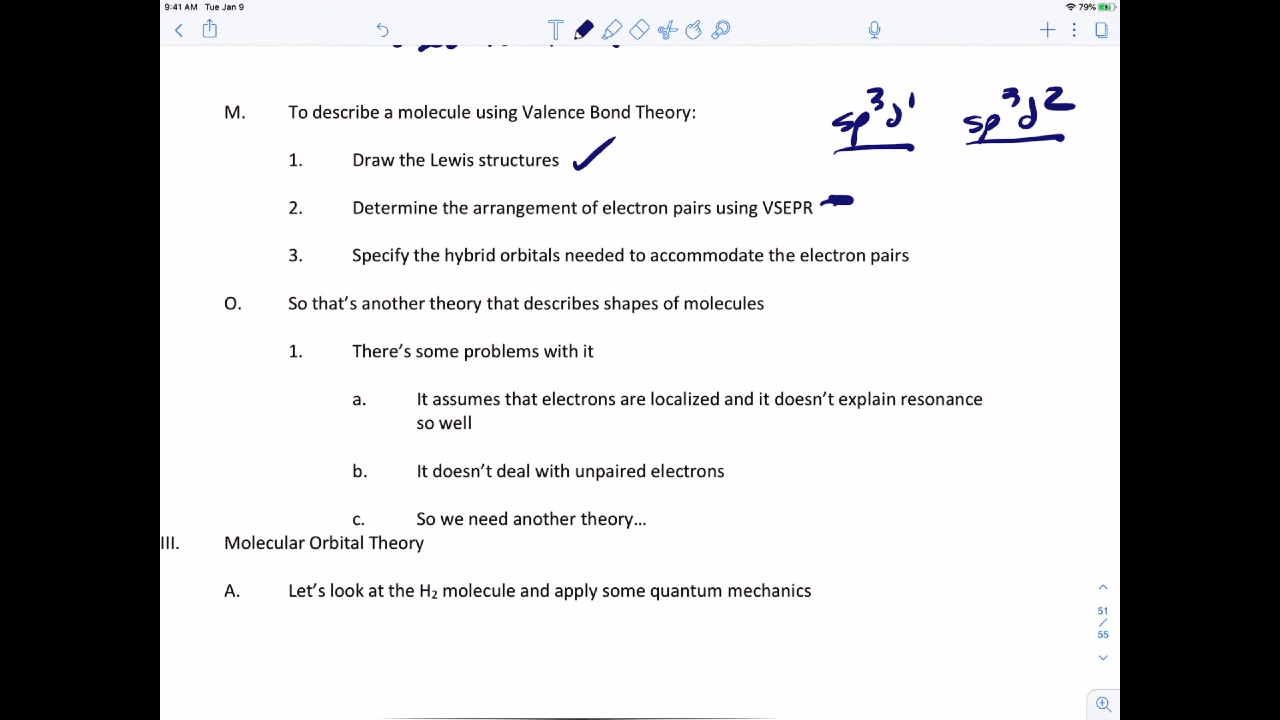 9:41 AM Tue Jan 9
79%
M. To describe a molecule using Valence Bond Theory:
sp³d¹ sp³d²
1. Draw the Lewis structures
2. Determine the arrangement of electron pairs using VSEPR
3. Specify the hybrid orbitals needed to accommodate the electron pairs
O. So that's another theory that describes shapes of molecules
1. There's some problems with it
a. It assumes that electrons are localized and it doesn't explain resonance
so well
b. It doesn't deal with unpaired electrons
c. So we need another theory…
III. Molecular Orbital Theory
A. Let's look at the H₂ molecule and apply some quantum mechanics
51
/
55